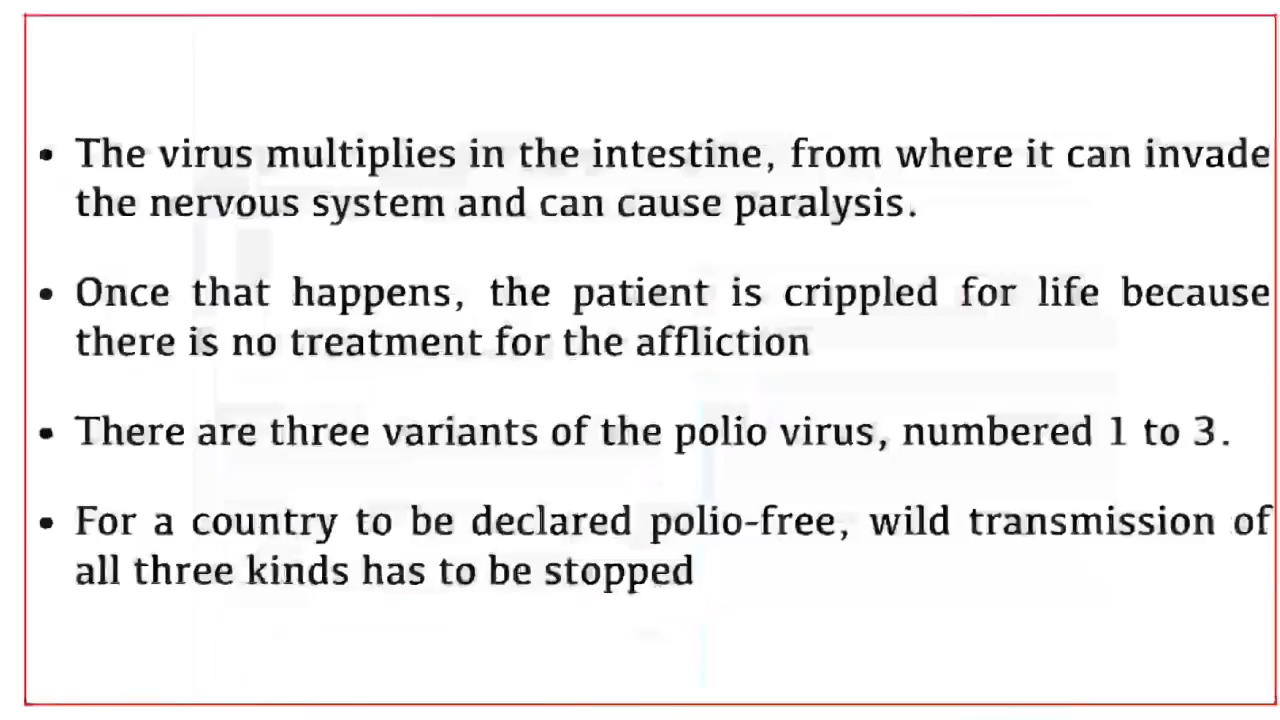 • The virus multiplies in the intestine, from where it can invade
the nervous system and can cause paralysis.
• Once that happens, the patient is crippled for life because
there is no treatment for the affliction
• There are three variants of the polio virus, numbered 1 to 3.
• For a country to be declared polio-free, wild transmission of
all three kinds has to be stopped